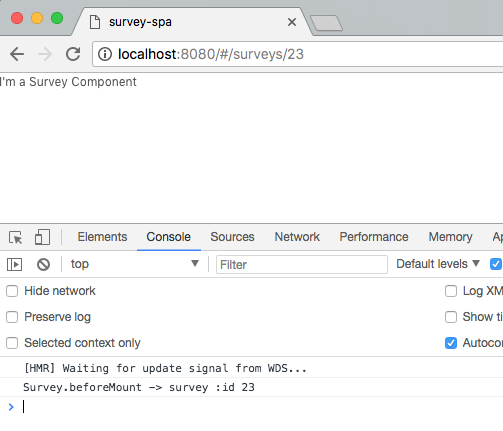 survey-spa
localhost:8080/#/surveys/23
I'm a Survey Component
Elements Console Sources Network Performance Memory
top Filter Default levels
Hide network
Preserve log
Show ti
Selected context only
Log XM
Autocor
[HMR] Waiting for update signal from WDS...
Survey.beforeMount -> survey :id 23